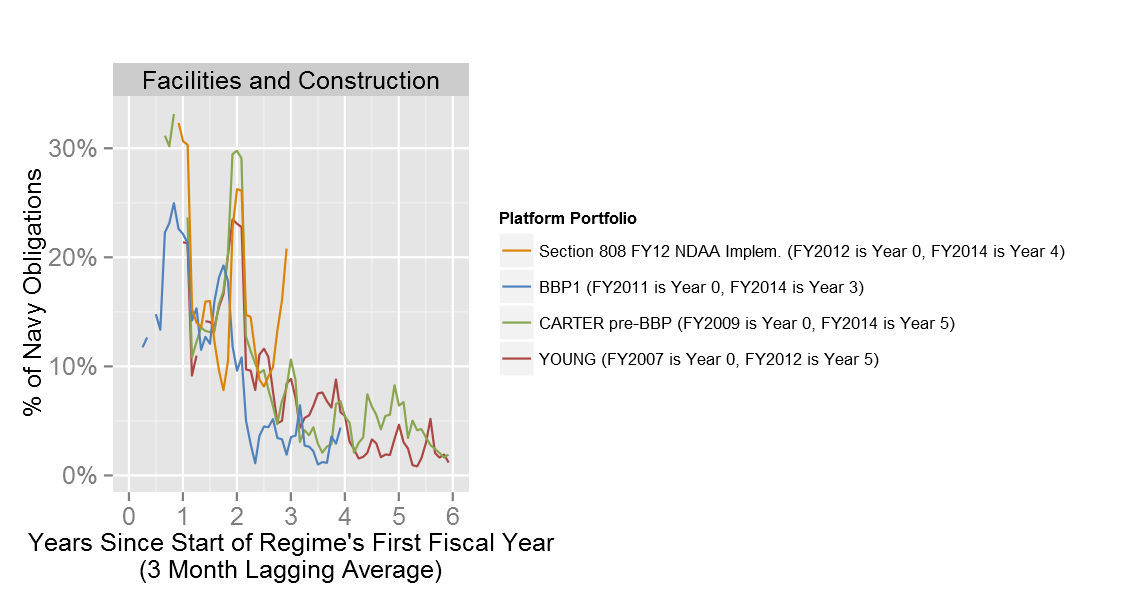 Facilities and Construction
% of Navy Obligations
30%
20%
10%
0%
0 1 2 3 4 5 6
Years Since Start of Regime's First Fiscal Year
(3 Month Lagging Average)
Platform Portfolio
Section 808 FY12 NDAA Implem. (FY2012 is Year 0, FY2014 is Year 4)
BBP1 (FY2011 is Year 0, FY2014 is Year 3)
CARTER pre-BBP (FY2009 is Year 0, FY2014 is Year 5)
YOUNG (FY2007 is Year 0, FY2012 is Year 5)